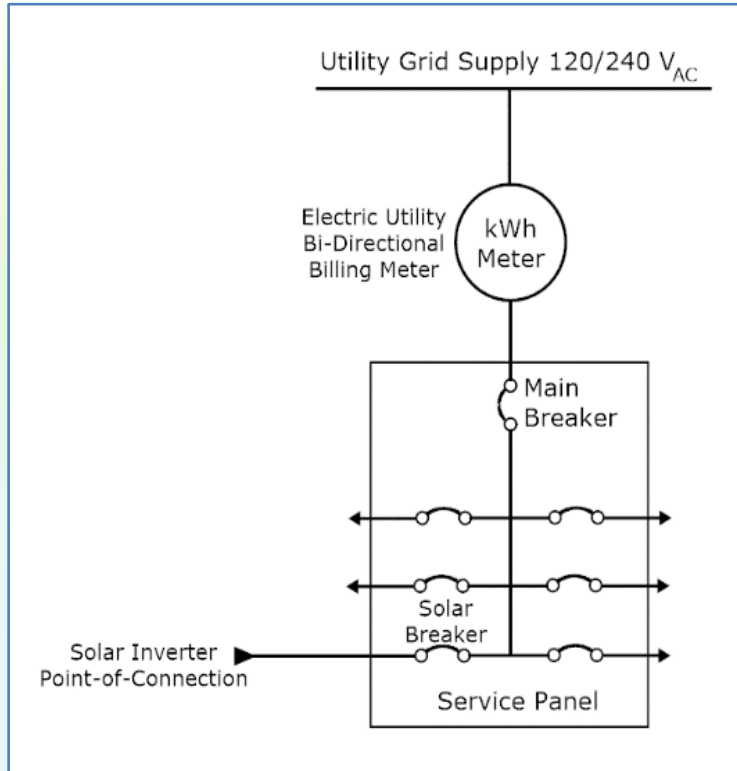 Utility Grid Supply 120/240 VAC
Electric Utility
Bi-Directional
Billing Meter
kWh
Meter
Main
Breaker
Solar
Breaker
Solar Inverter
Point-of-Connection
Service Panel